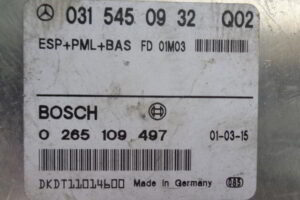 031 545 09 32 Q02
ESP+PML+BAS FD 01M03
BOSCH
0 265 109 497 01-03-15
DKDT11014600 Made in Germany